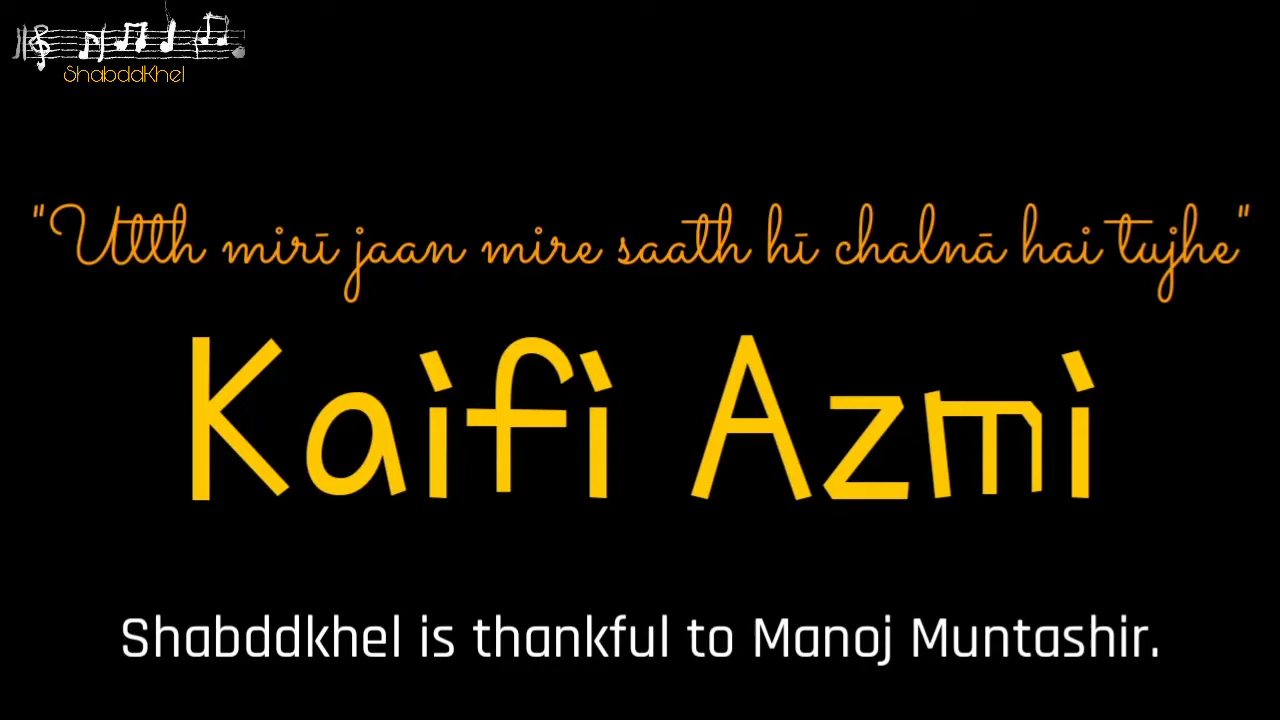 ShabddKhel
"Utth mirī jaan mire saath hī chalnā hai tujhe"
Kaifi Azmi
Shabddkhel is thankful to Manoj Muntashir.